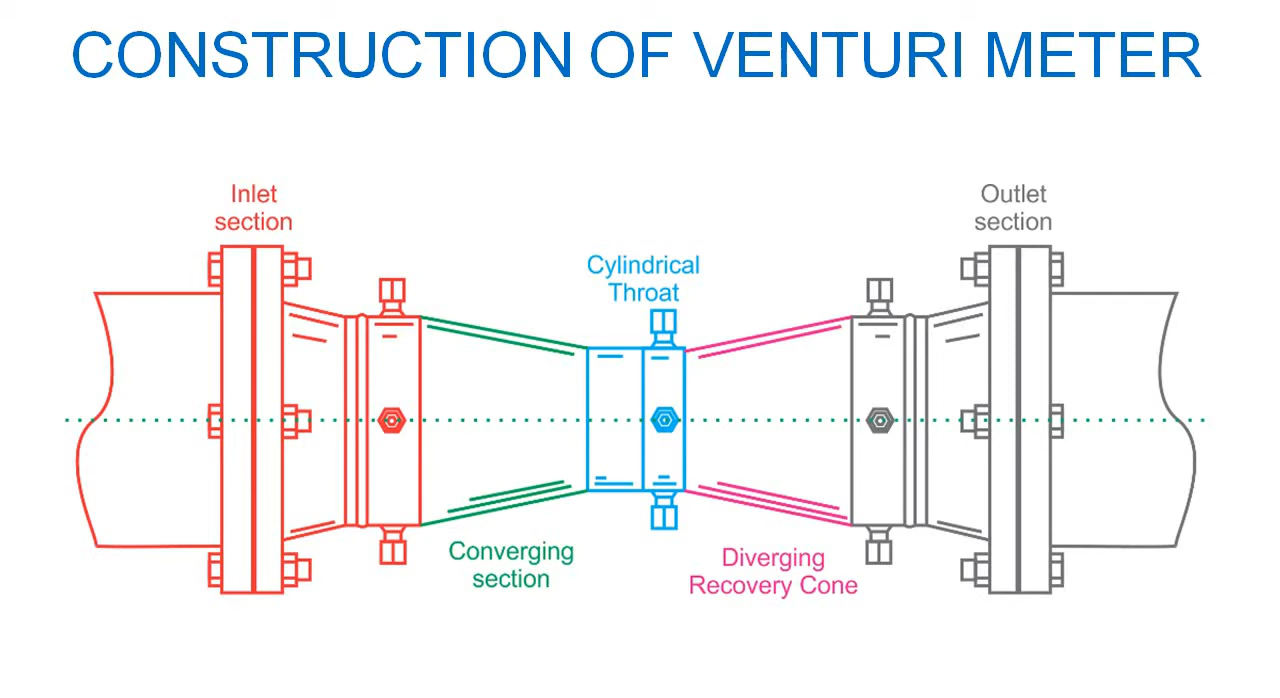 CONSTRUCTION OF VENTURI METER
Inlet
section
Outlet
section
Cylindrical
Throat
Converging
section
Diverging
Recovery Cone